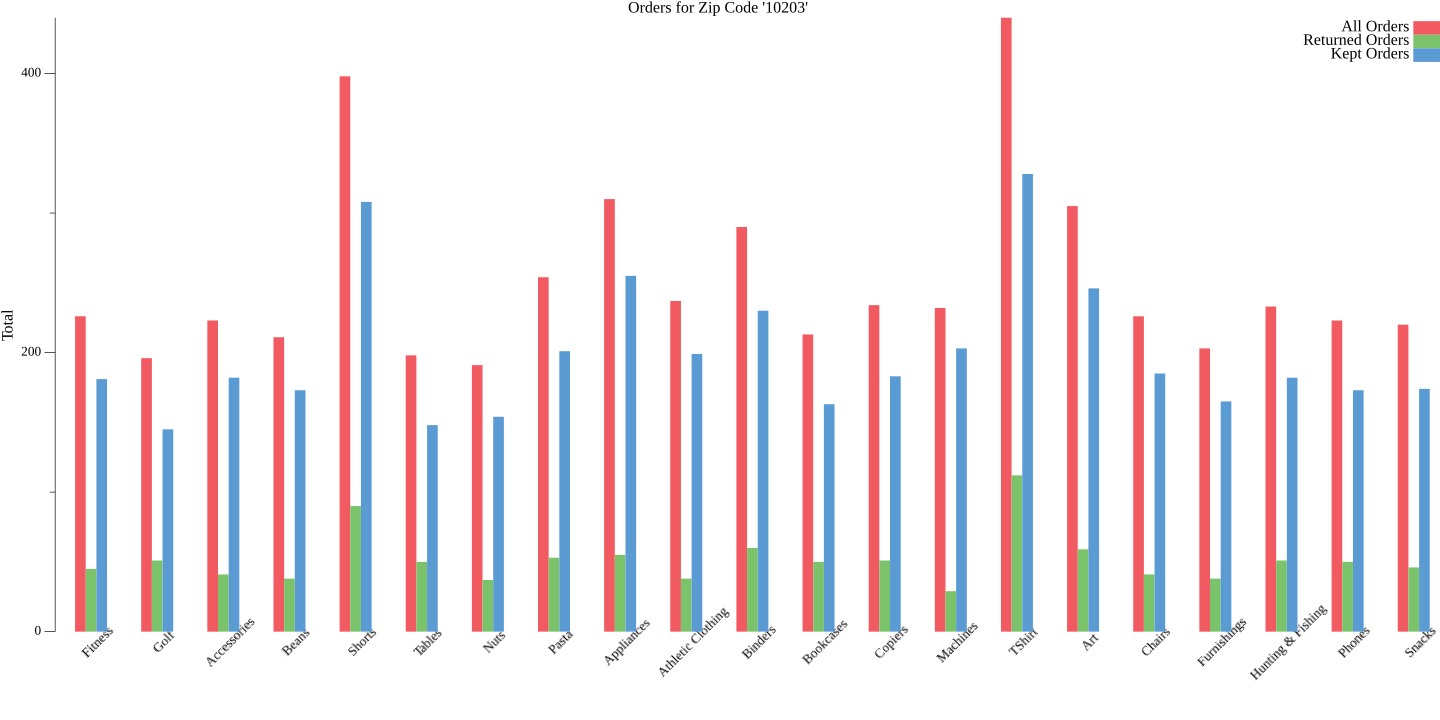 Orders for Zip Code '10203'
All Orders
Returned Orders
Kept Orders
Total
400
200
0
Fitness
Golf
Accessories
Beans
Shorts
Tables
Nuts
Pasta
Appliances
Athletic Clothing
Binders
Bookcases
Copiers
Machines
TShirt
Art
Chairs
Furnishings
Hunting & Fishing
Phones
Snacks